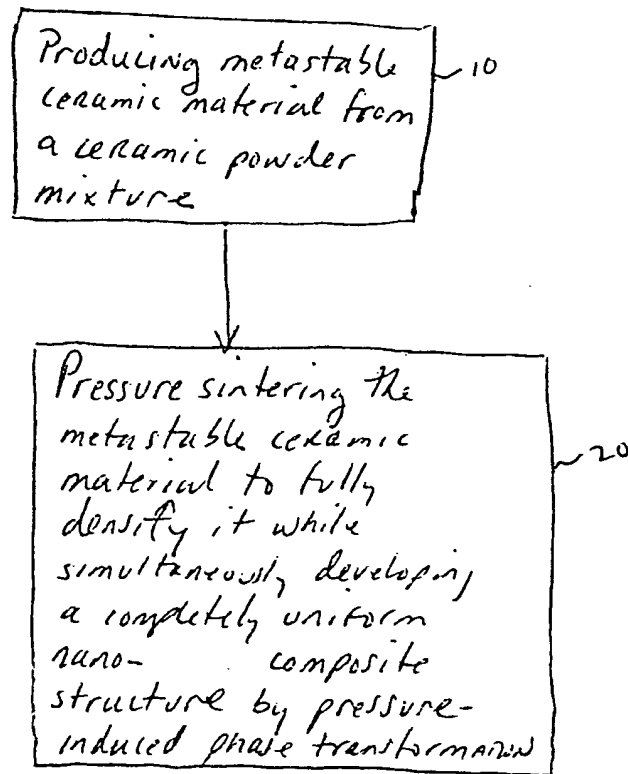 Producing metastable
ceramic material from
a ceramic powder
mixture
10
Pressure sintering the
metastable ceramic
material to fully
densify it while
simultaneously developing
a completely uniform
nano- composite
structure by pressure-
induced phase transformation
20